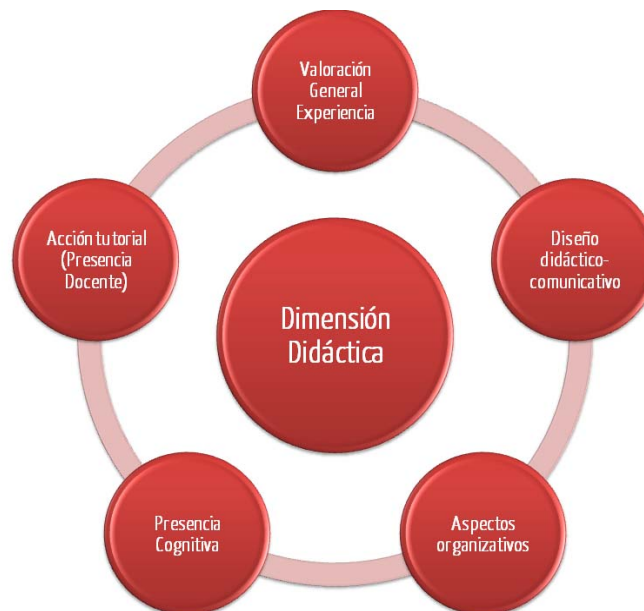 Valoración
General
Experiencia
Acción tutorial
(Presencia
Docente)
Diseño
didáctico-
comunicativo
Dimensión
Didáctica
Presencia
Cognitiva
Aspectos
organizativos